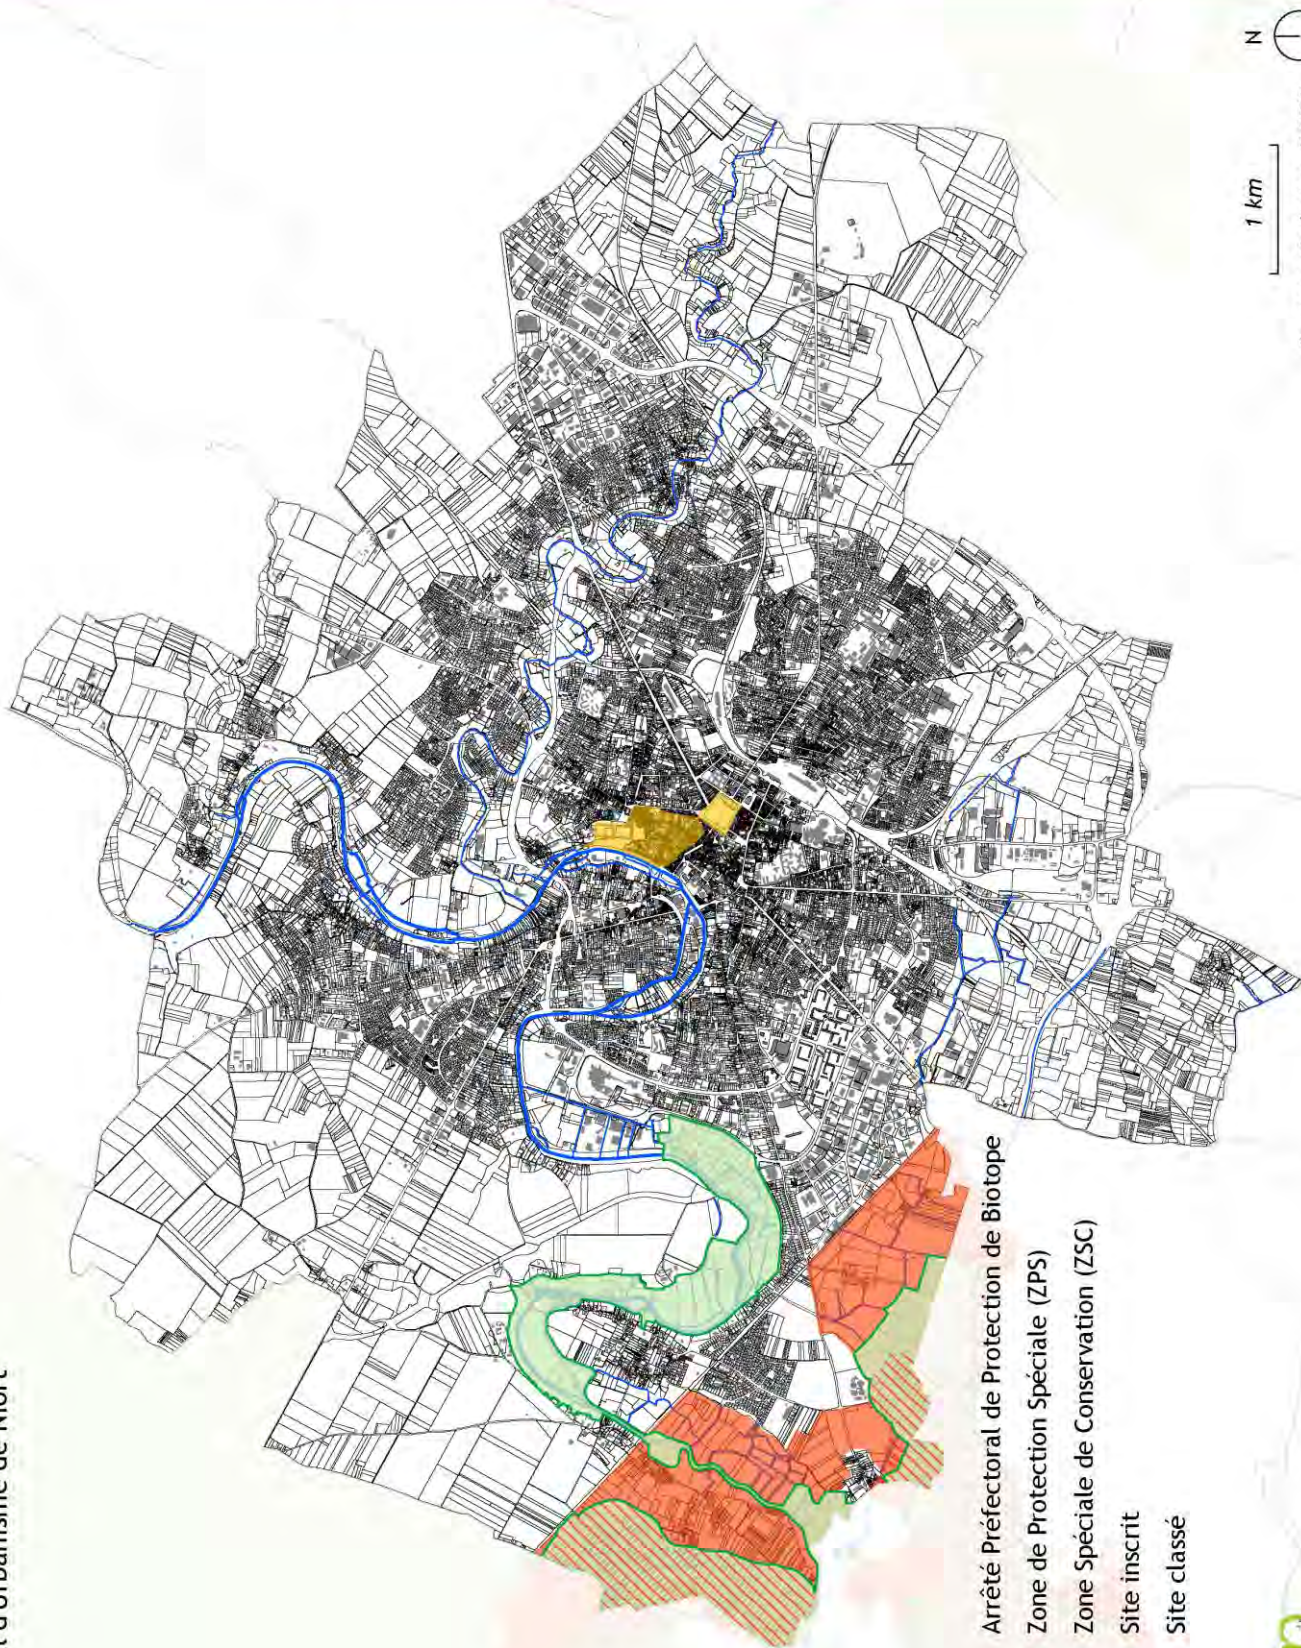 d'urbanisme de Niort
N
1 km
Arrêté Préfectoral de Protection de Biotope
Zone de Protection Spéciale (ZPS)
Zone Spéciale de Conservation (ZSC)
Site inscrit
Site classé